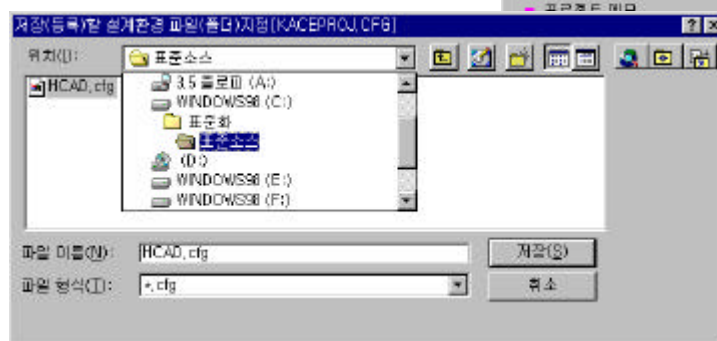 프로젝트 메모
저장(등록)할 설계환경 파일(폴더)지정[KACEPROJ.CFG]
위치(I):
표준소스
HCAD.cfg
3.5 플로피 (A:)
WINDOWS98 (C:)
표준화
표준소스
(D:)
WINDOWS98 (E:)
WINDOWS98 (F:)
파일 이름(N):
HCAD.cfg
저장(S)
파일 형식(T):
*.cfg
취소